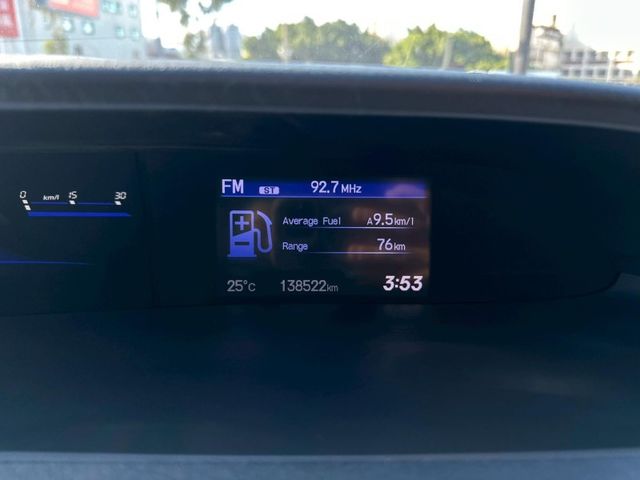 FM ST 92.7 MHz
0 km/l 15 30
Average Fuel A 9.5 km/l
Range 76 km
25°C 138522 km 3:53